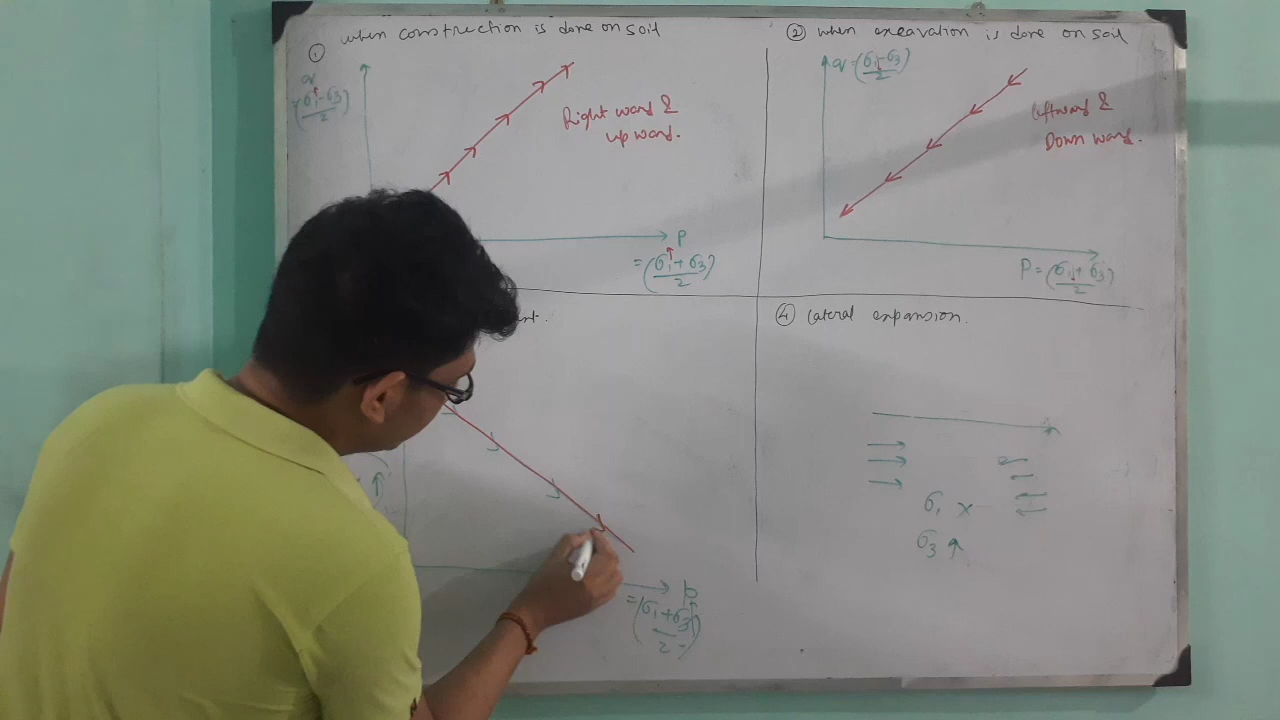 ① when constrection is done on soil
q
=(σ1-σ3)/2
Right ward &
up ward.
p
=(σ1+σ3)/2
② when excavation is done on soil
q=(σ1-σ3)/2
leftward &
Down ward.
P=(σ1+σ3)/2
④ lateral expansion.
σ1 x
σ3 ↑
p
=(σ1+σ3)/2